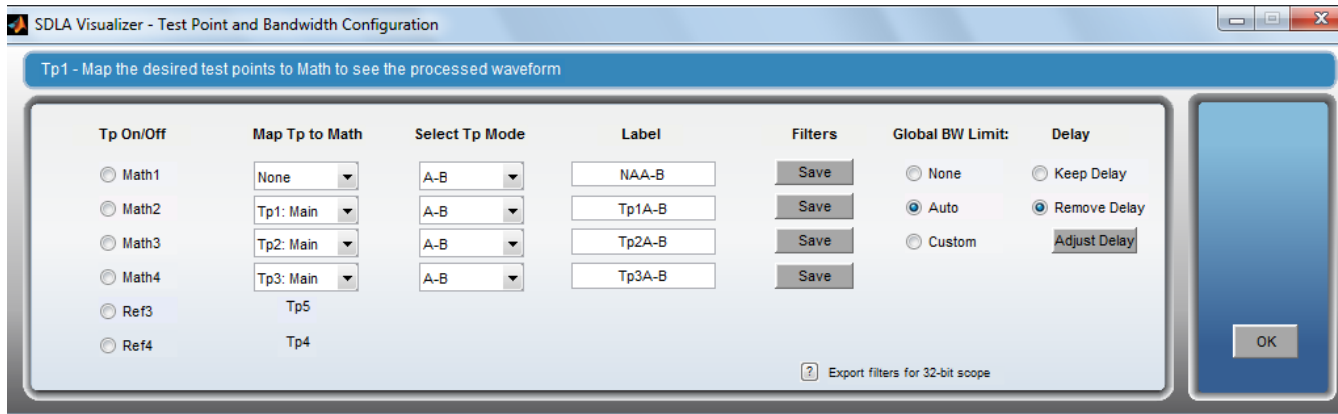 SDLA Visualizer - Test Point and Bandwidth Configuration
Tp1 - Map the desired test points to Math to see the processed waveform
Tp On/Off Map Tp to Math Select Tp Mode Label Filters Global BW Limit: Delay
Math1 None A-B NAA-B Save None Keep Delay
Math2 Tp1: Main A-B Tp1A-B Save Auto Remove Delay
Math3 Tp2: Main A-B Tp2A-B Save Custom Adjust Delay
Math4 Tp3: Main A-B Tp3A-B Save
Ref3 Tp5
Ref4 Tp4
OK
? Export filters for 32-bit scope